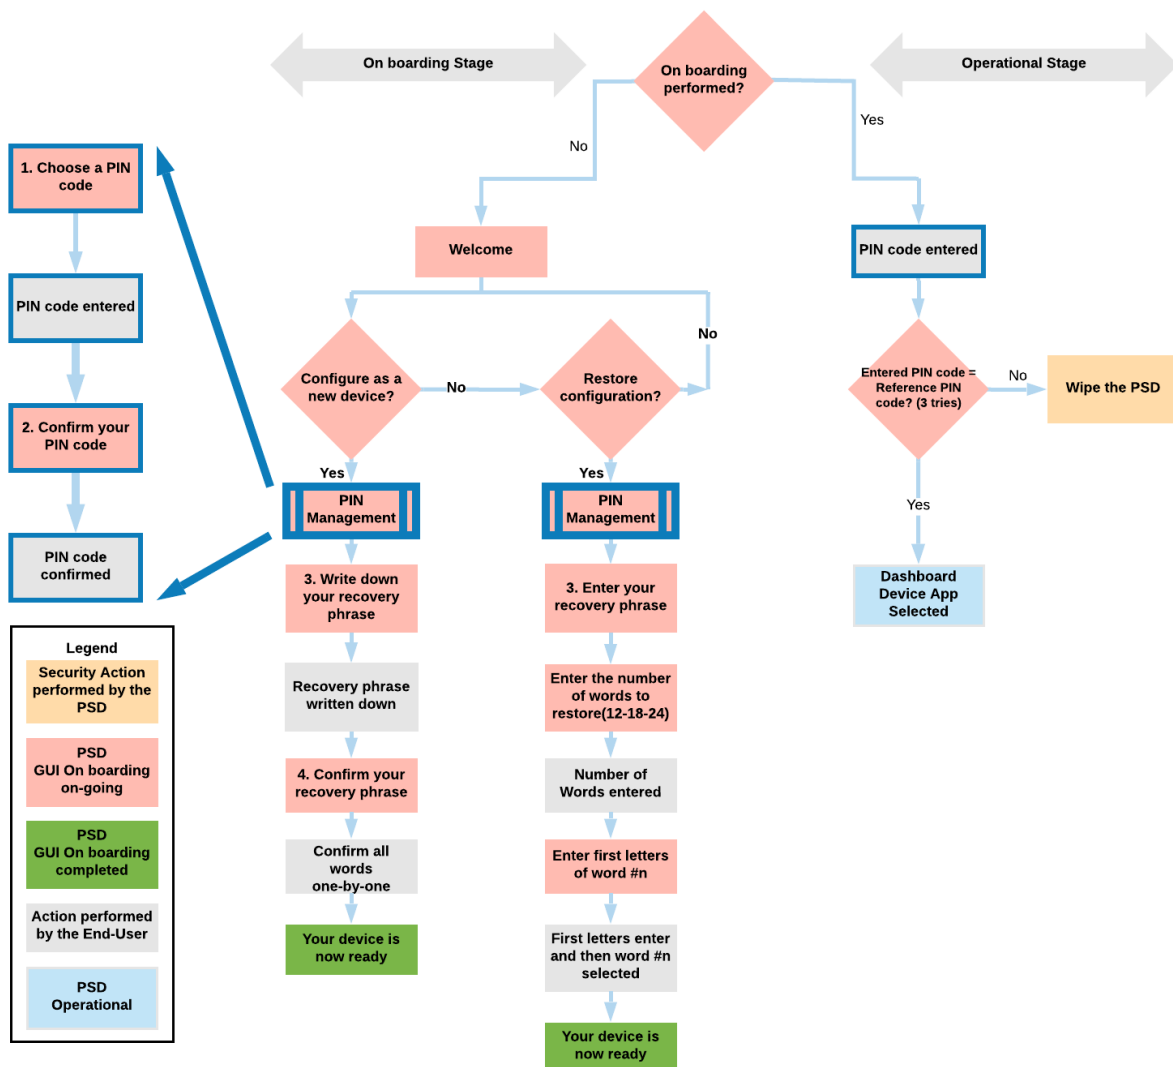 On boarding Stage
On boarding
performed?
Operational Stage
No
Yes
1. Choose a PIN
code
PIN code entered
2. Confirm your
PIN code
PIN code
confirmed
Welcome
Configure as a
new device?
No
Restore
configuration?
No
Yes
Yes
PIN
Management
PIN
Management
3. Write down
your recovery
phrase
Recovery phrase
written down
4. Confirm your
recovery phrase
Confirm all
words
one-by-one
Your device is
now ready
3. Enter your
recovery phrase
Enter the number
of words to
restore(12-18-24)
Number of
Words entered
Enter first letters
of word #n
First letters enter
and then word #n
selected
Your device is
now ready
PIN code entered
Entered PIN code =
Reference PIN
code? (3 tries)
No
Wipe the PSD
Yes
Dashboard
Device App
Selected
Legend
Security Action
performed by the
PSD
PSD
GUI On boarding
on-going
PSD
GUI On boarding
completed
Action performed
by the End-User
PSD
Operational